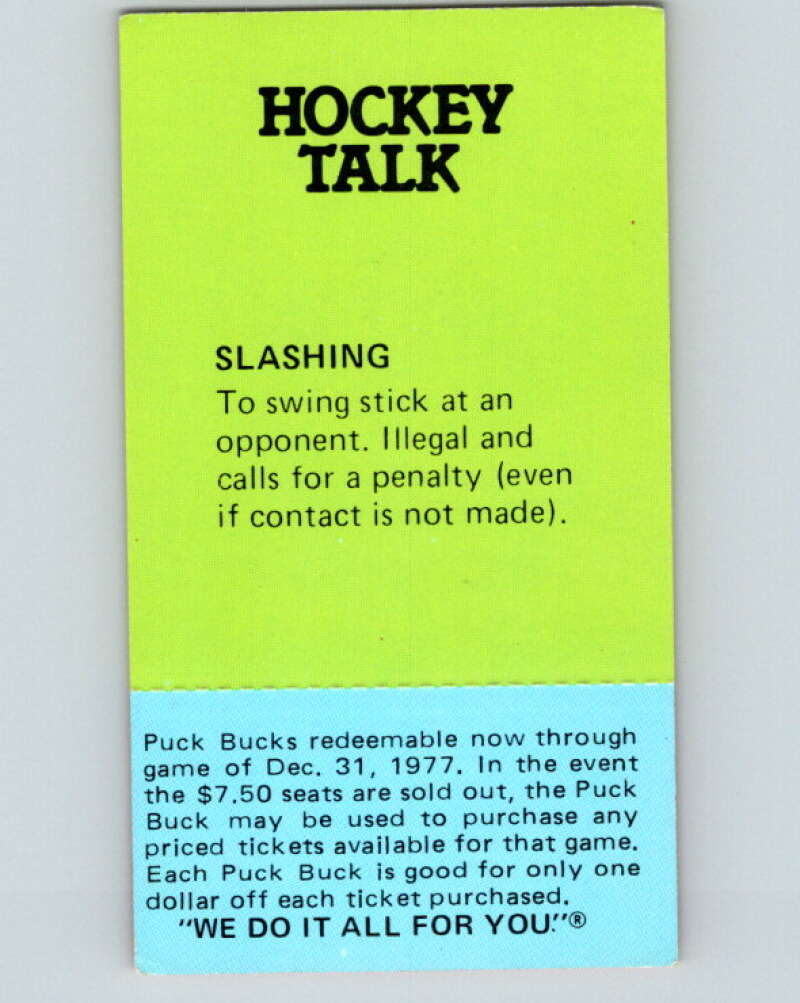 HOCKEY
TALK
SLASHING
To swing stick at an
opponent. Illegal and
calls for a penalty (even
if contact is not made).
Puck Bucks redeemable now through
game of Dec. 31, 1977. In the event
the $7.50 seats are sold out, the Puck
Buck may be used to purchase any
priced tickets available for that game.
Each Puck Buck is good for only one
dollar off each ticket purchased.
"WE DO IT ALL FOR YOU."®